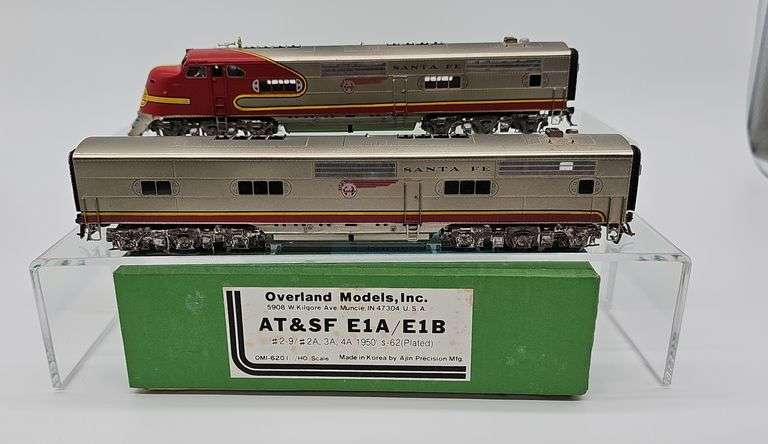 SANTA FE
SANTA FE
Overland Models, Inc.
5908 W. Kilgore Ave. Muncie, IN 47304 U. S. A.
AT&SF E1A/E1B
#2-9/#2A, 3A, 4A 1950, s-62(Plated)
OMI-6201 /HO Scale Made in Korea by Ajin Precision Mfg.